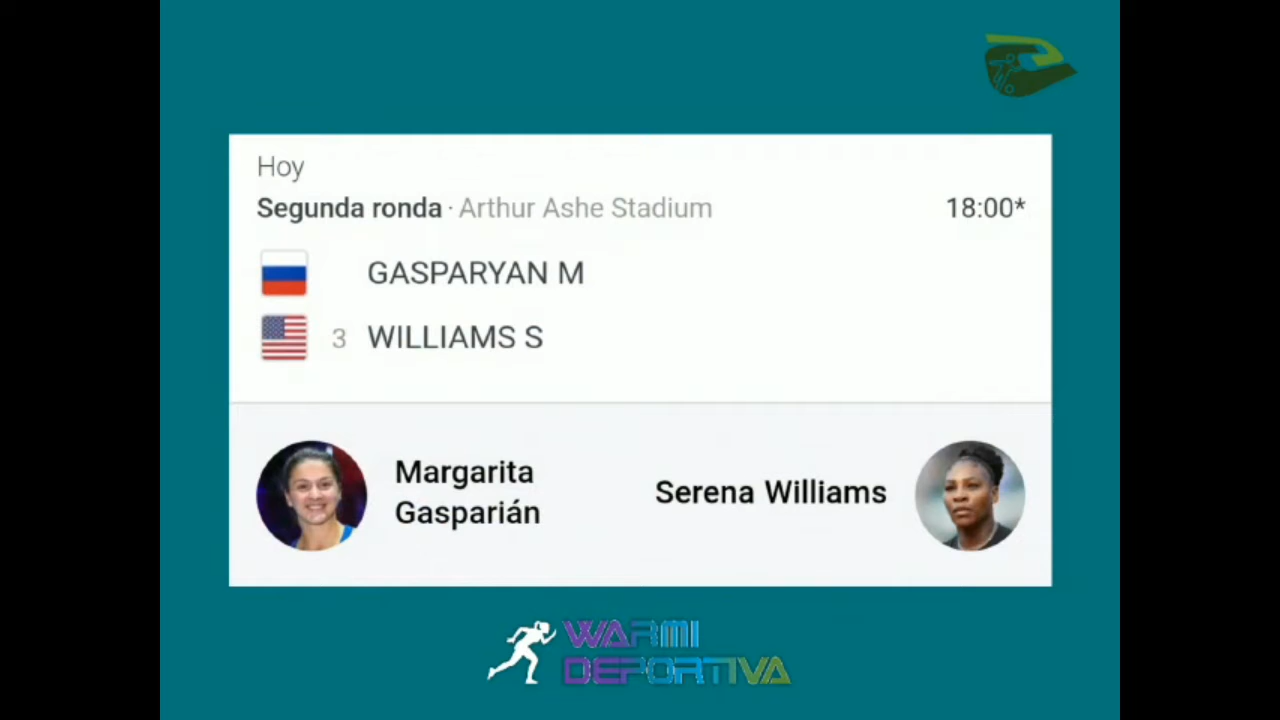 Hoy
Segunda ronda · Arthur Ashe Stadium 18:00*
GASPARYAN M
3 WILLIAMS S
Margarita
Gasparián
Serena Williams
WARMI
DEPORTIVA